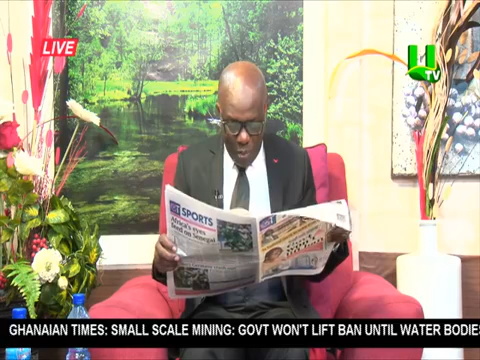 LIVE
U
TV
SPORTS
Africa's eyes
fixed on Senegal
GHANAIAN TIMES: SMALL SCALE MINING: GOVT WON'T LIFT BAN UNTIL WATER BODIES